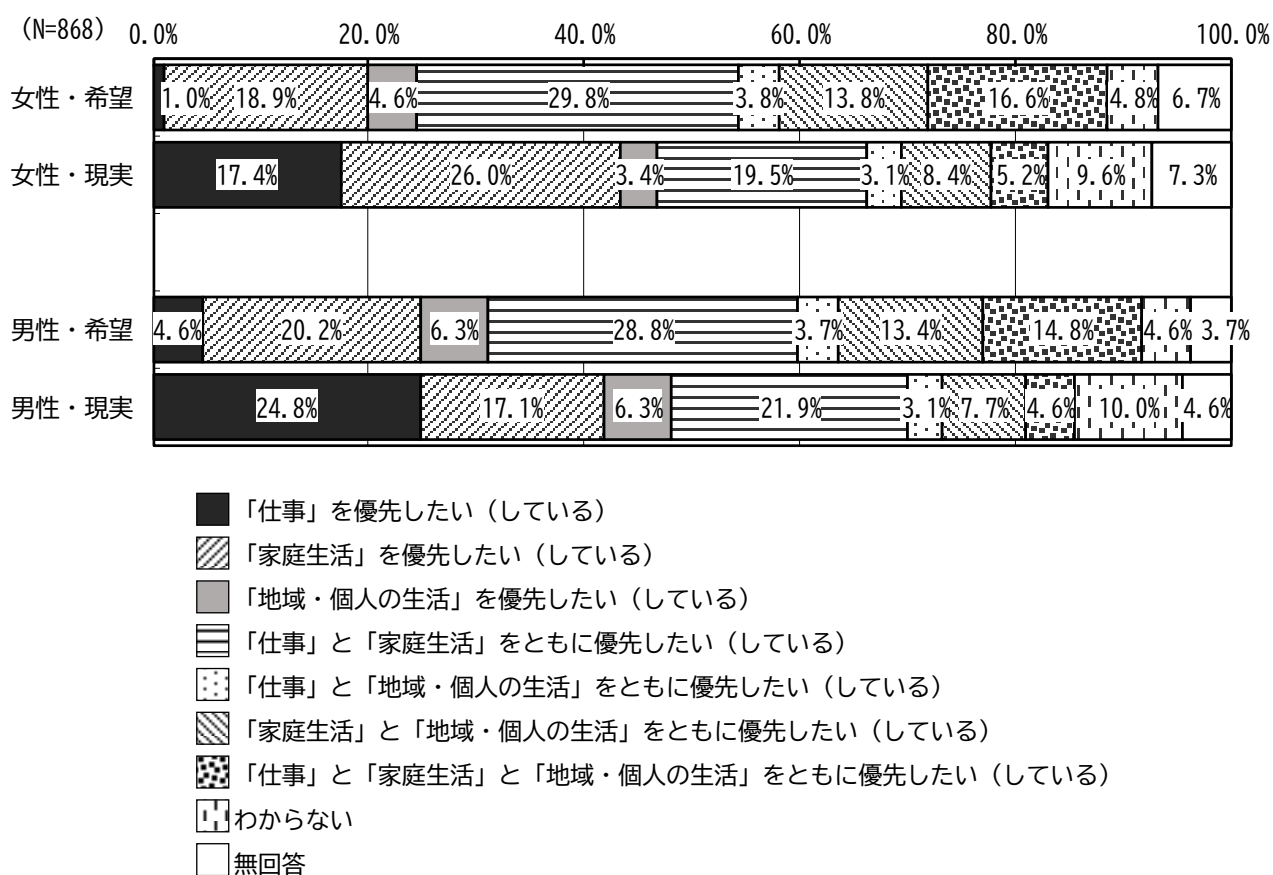 (N=868) 0.0% 20.0% 40.0% 60.0% 80.0% 100.0%
女性・希望 1.0% 18.9% 4.6% 29.8% 3.8% 13.8% 16.6% 4.8% 6.7%
女性・現実 17.4% 26.0% 3.4% 19.5% 3.1% 8.4% 5.2% 9.6% 7.3%
男性・希望 4.6% 20.2% 6.3% 28.8% 3.7% 13.4% 14.8% 4.6% 3.7%
男性・現実 24.8% 17.1% 6.3% 21.9% 3.1% 7.7% 4.6% 10.0% 4.6%
「仕事」を優先したい（している）
「家庭生活」を優先したい（している）
「地域・個人の生活」を優先したい（している）
「仕事」と「家庭生活」をともに優先したい（している）
「仕事」と「地域・個人の生活」をともに優先したい（している）
「家庭生活」と「地域・個人の生活」をともに優先したい（している）
「仕事」と「家庭生活」と「地域・個人の生活」をともに優先したい（している）
わからない
無回答